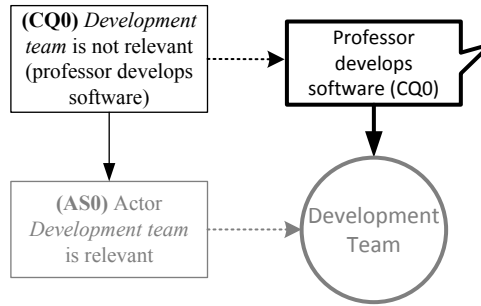 (CQ0) Development
team is not relevant
(professor develops
software)
Professor
develops
software (CQ0)
(AS0) Actor
Development team
is relevant
Development
Team